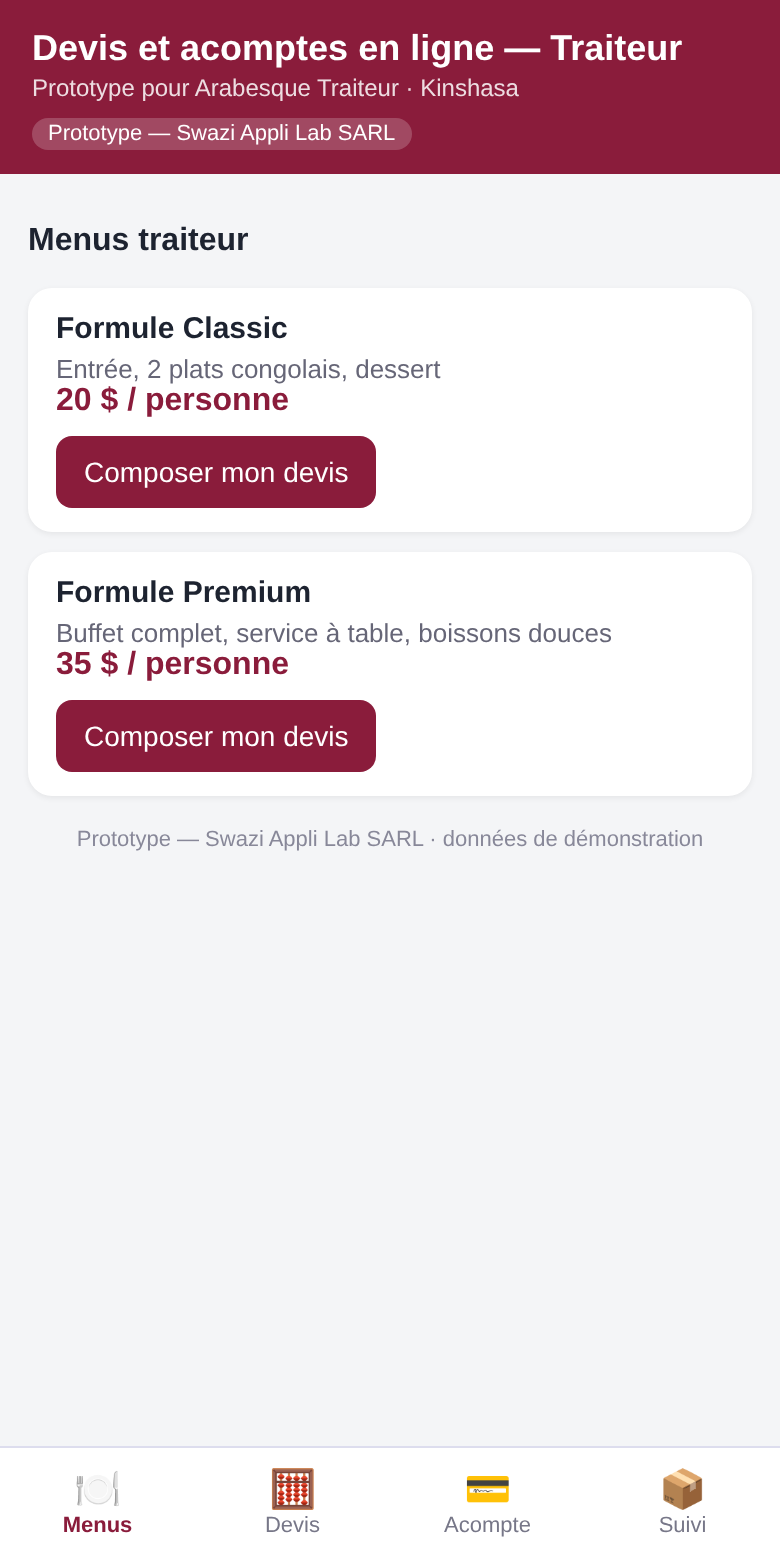 Devis et acomptes en ligne — Traiteur
Prototype pour Arabesque Traiteur · Kinshasa
Prototype — Swazi Appli Lab SARL
Menus traiteur
Formule Classic
Entrée, 2 plats congolais, dessert
20 $ / personne
Composer mon devis
Formule Premium
Buffet complet, service à table, boissons douces
35 $ / personne
Composer mon devis
Prototype — Swazi Appli Lab SARL · données de démonstration
Menus
Devis
Acompte
Suivi